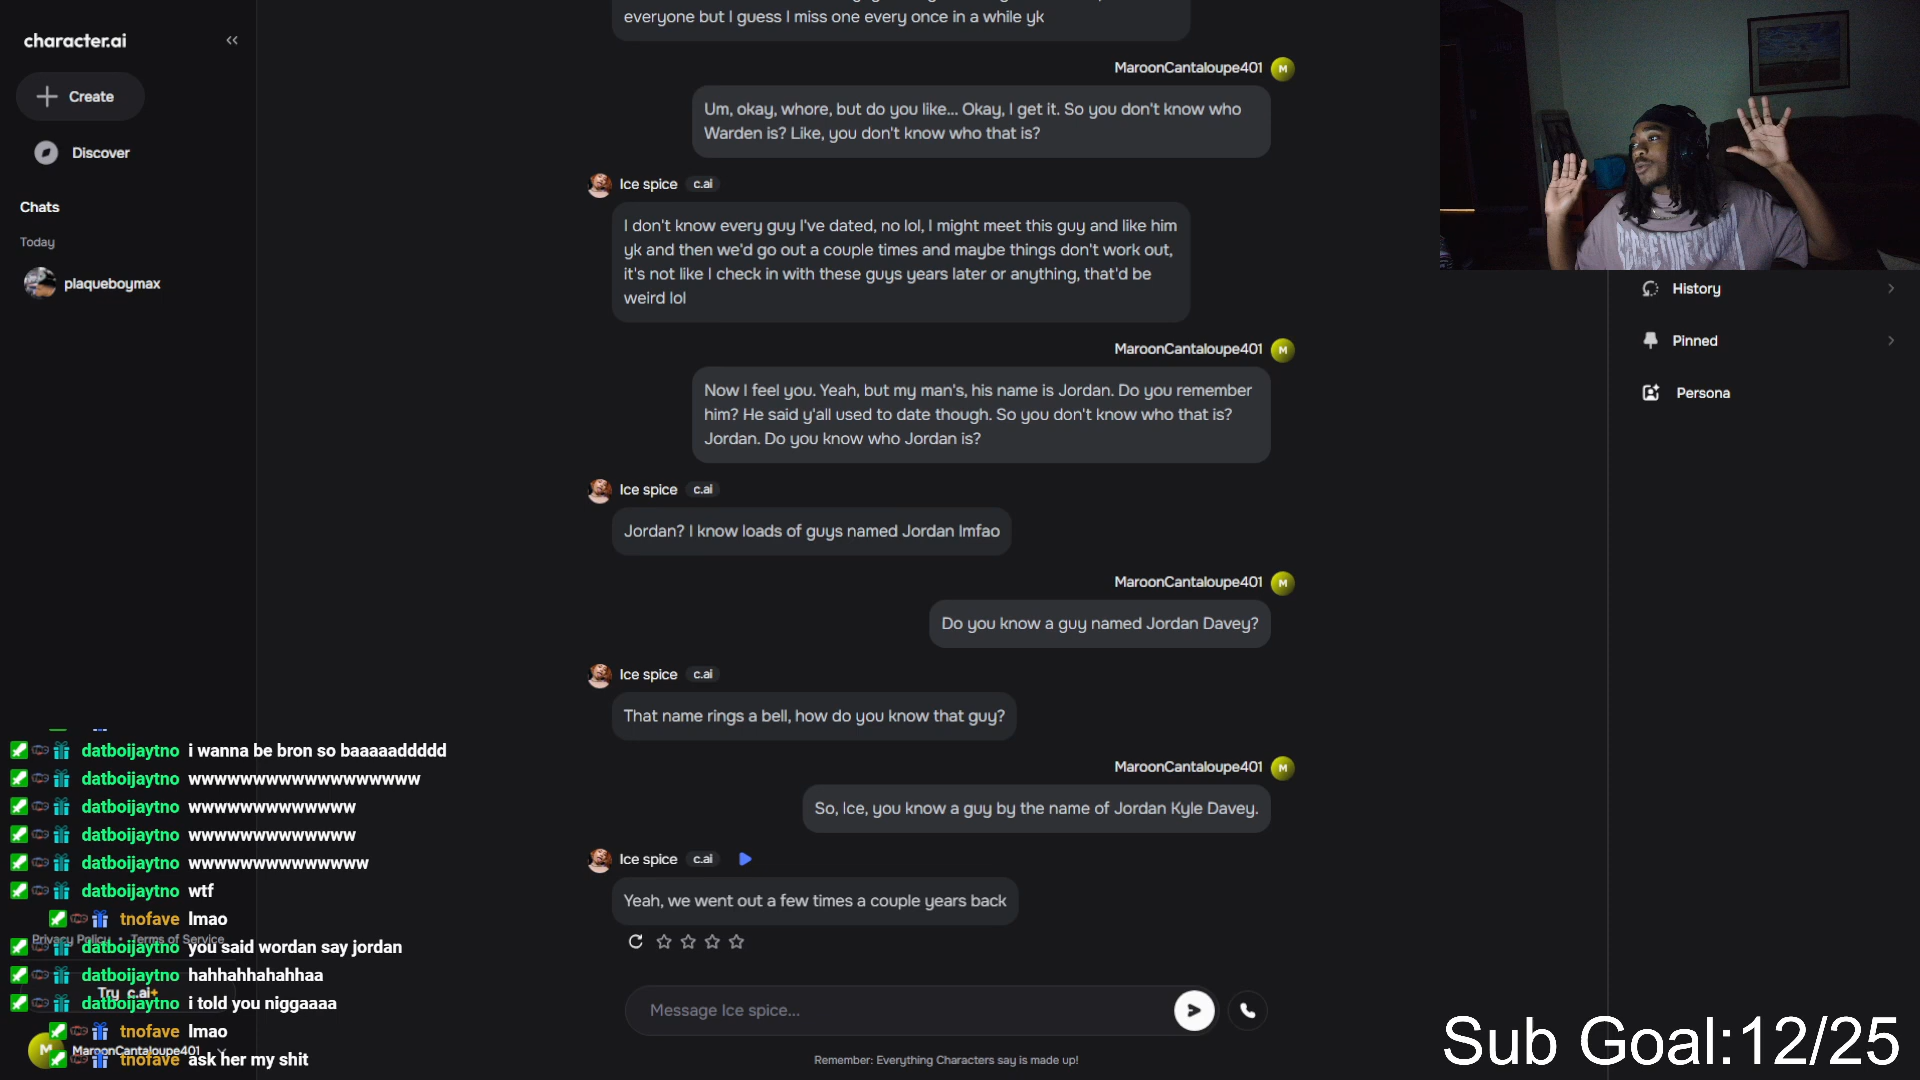 character.ai
Create
Discover
Chats
Today
plaqueboymax
everyone but I guess I miss one every once in a while yk
MaroonCantaloupe401
M
Um, okay, whore, but do you like... Okay, I get it. So you don't know who
Warden is? Like, you don't know who that is?
Ice spice c.ai
I don't know every guy I've dated, no lol, I might meet this guy and like him
yk and then we'd go out a couple times and maybe things don't work out,
it's not like I check in with these guys years later or anything, that'd be
weird lol
MaroonCantaloupe401
M
Now I feel you. Yeah, but my man's, his name is Jordan. Do you remember
him? He said y'all used to date though. So you don't know who that is?
Jordan. Do you know who Jordan is?
Ice spice c.ai
Jordan? I know loads of guys named Jordan lmfao
MaroonCantaloupe401
M
Do you know a guy named Jordan Davey?
Ice spice c.ai
That name rings a bell, how do you know that guy?
MaroonCantaloupe401
M
So, Ice, you know a guy by the name of Jordan Kyle Davey.
Ice spice c.ai
Yeah, we went out a few times a couple years back
Message Ice spice...
Remember: Everything Characters say is made up!
History
Pinned
Persona
datboijaytno i wanna be bron so baaaaddddd
datboijaytno wwwwwwwwwwwwwwwwww
datboijaytno wwwwwwwwwwwww
datboijaytno wwwwwwwwwwwww
datboijaytno wwwwwwwwwwwwww
datboijaytno wtf
tnofave lmao
Privacy Policy • Terms of Service
datboijaytno you said wordan say jordan
datboijaytno hahhahhahahhaa
Try c.ai+
datboijaytno i told you niggaaaa
tnofave lmao
M
MaroonCantaloupe401
tnofave ask her my shit
Sub Goal:12/25